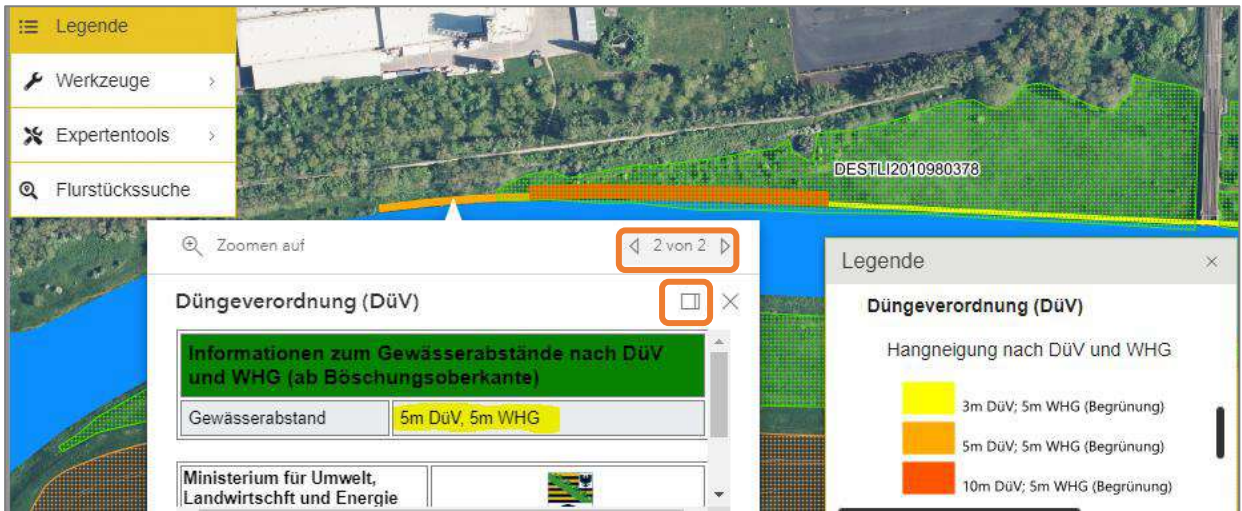 Legende
Werkzeuge
Expertentools
Flurstückssuche
DESTLI2010980378
Zoomen auf
2 von 2
Düngeverordnung (DüV)
Informationen zum Gewässerabstände nach DüV
und WHG (ab Böschungsoberkante)
Gewässerabstand
5m DüV, 5m WHG
Ministerium für Umwelt,
Landwirtschft und Energie
Legende
Düngeverordnung (DüV)
Hangneigung nach DüV und WHG
3m DüV; 5m WHG (Begrünung)
5m DüV; 5m WHG (Begrünung)
10m DüV; 5m WHG (Begrünung)